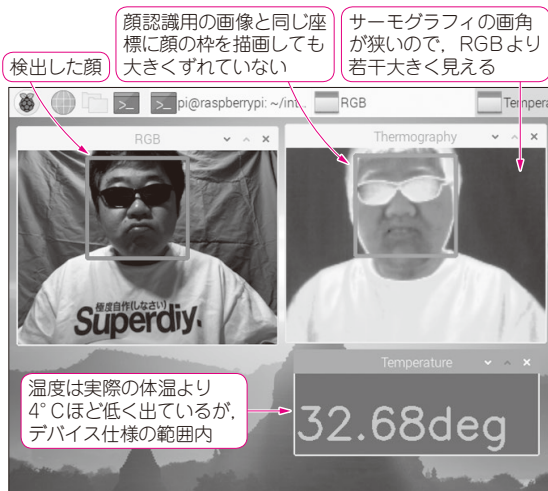 顔認識用の画像と同じ座
標に顔の枠を描画しても
大きくずれていない
サーモグラフィの画角
が狭いので，RGBより
若干大きく見える
検出した顔
pi@raspberrypi: ~/int...
RGB
Tempera
RGB
Thermography
極度自作(しなさい)
Superdiy.
Temperature
温度は実際の体温より
4°Cほど低く出ているが，
デバイス仕様の範囲内
32.68deg